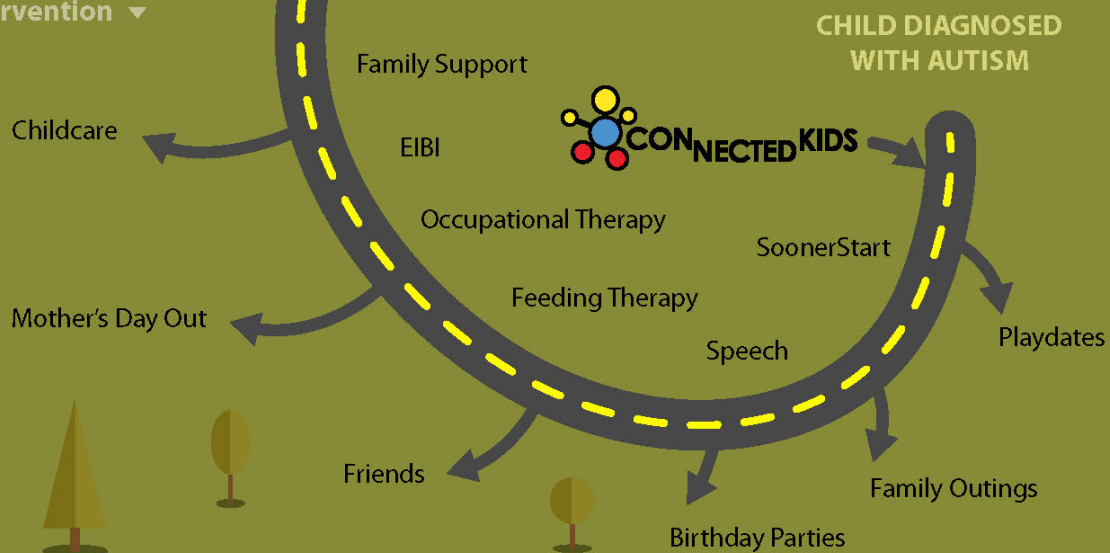 rvention
CHILD DIAGNOSED
WITH AUTISM
Family Support
Childcare
EIBI
CONNECTEDKIDS
Occupational Therapy
SoonerStart
Feeding Therapy
Mother's Day Out
Playdates
Speech
Friends
Family Outings
Birthday Parties